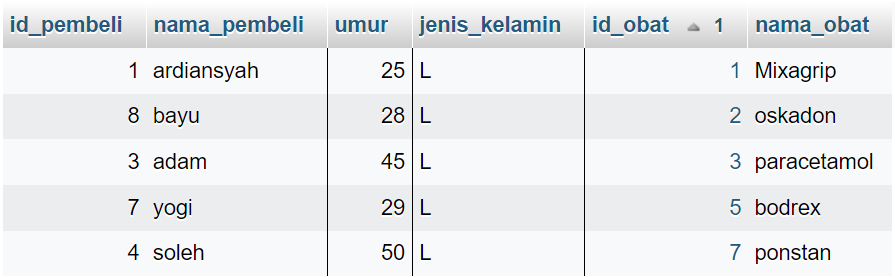 id_pembeli nama_pembeli umur jenis_kelamin id_obat 1 nama_obat
1 ardiansyah 25 L 1 Mixagrip
8 bayu 28 L 2 oskadon
3 adam 45 L 3 paracetamol
7 yogi 29 L 5 bodrex
4 soleh 50 L 7 ponstan